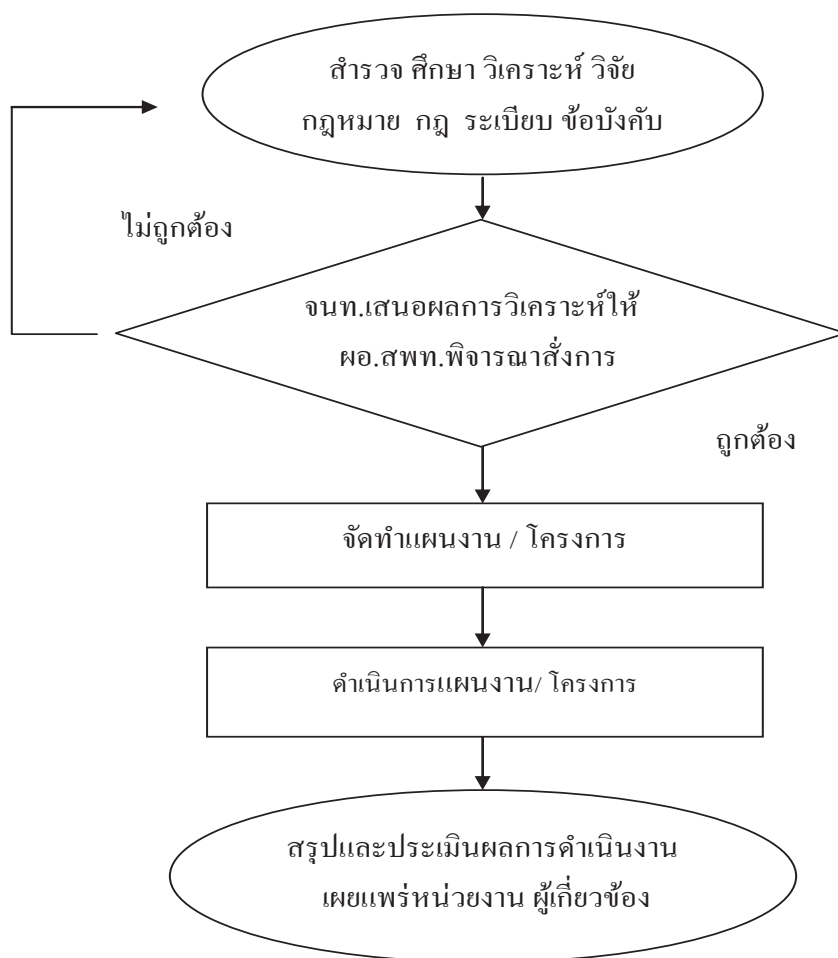 สำรวจ ศึกษา วิเคราะห์ วิจัย
กฎหมาย กฎ ระเบียบ ข้อบังคับ
ไม่ถูกต้อง
จนท.เสนอผลการวิเคราะห์ให้
ผอ.สพท.พิจารณาสั่งการ
ถูกต้อง
จัดทำแผนงาน / โครงการ
ดำเนินการแผนงาน/ โครงการ
สรุปและประเมินผลการดำเนินงาน
เผยแพร่หน่วยงาน ผู้เกี่ยวข้อง